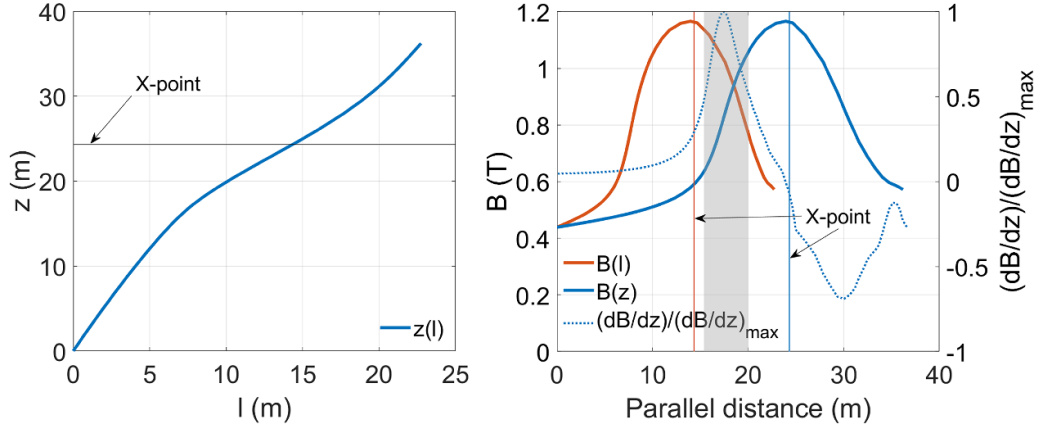 40
30
20
10
0
z (m)
X-point
z(l)
0
5
10
15
20
25
l (m)
1.2
1
0.8
0.6
0.4
0.2
0
B (T)
X-point
B(l)
B(z)
(dB/dz)/(dB/dz)max
1
0.5
0
-0.5
-1
(dB/dz)/(dB/dz)max
0
10
20
30
40
Parallel distance (m)